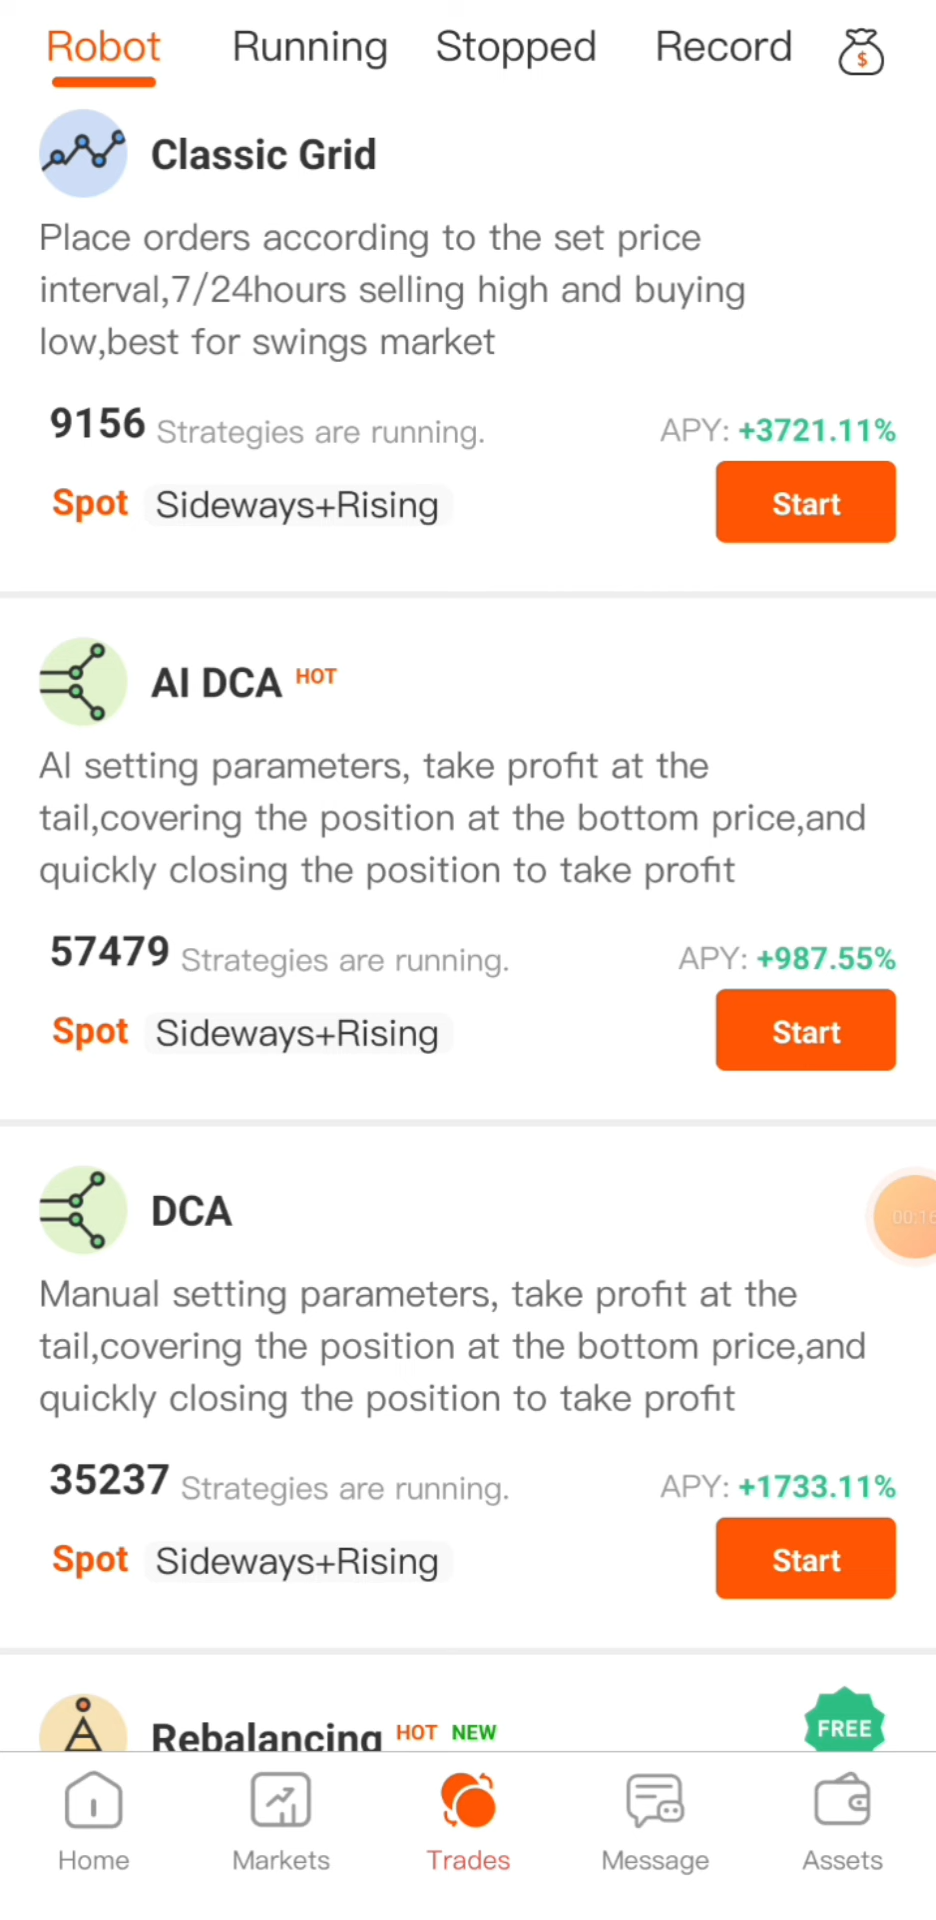 Robot Running Stopped Record
Classic Grid
Place orders according to the set price
interval,7/24hours selling high and buying
low,best for swings market
9156 Strategies are running. APY: +3721.11%
Spot Sideways+Rising Start
AI DCA HOT
AI setting parameters, take profit at the
tail,covering the position at the bottom price,and
quickly closing the position to take profit
57479 Strategies are running. APY: +987.55%
Spot Sideways+Rising Start
DCA
00:16
Manual setting parameters, take profit at the
tail,covering the position at the bottom price,and
quickly closing the position to take profit
35237 Strategies are running. APY: +1733.11%
Spot Sideways+Rising Start
Rebalancing HOT NEW FREE
Home Markets Trades Message Assets